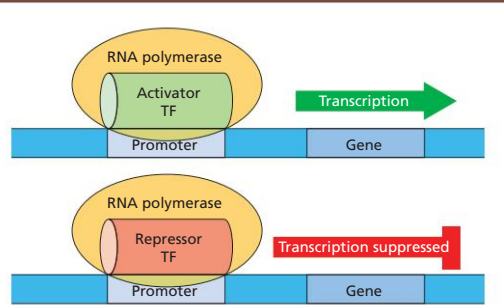 RNA polymerase
Activator
TF
Transcription
Promoter
Gene
RNA polymerase
Repressor
TF
Transcription suppressed
Promoter
Gene